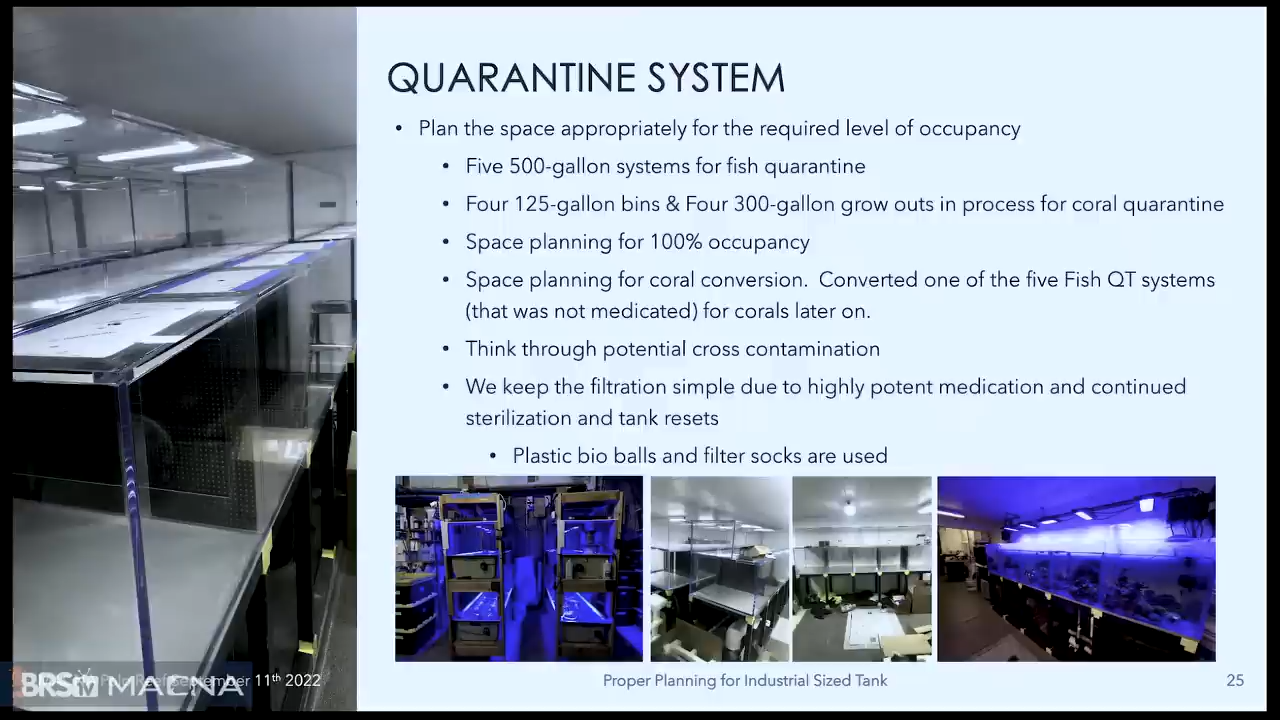 QUARANTINE SYSTEM
• Plan the space appropriately for the required level of occupancy
• Five 500-gallon systems for fish quarantine
• Four 125-gallon bins & Four 300-gallon grow outs in process for coral quarantine
• Space planning for 100% occupancy
• Space planning for coral conversion. Converted one of the five Fish QT systems
(that was not medicated) for corals later on.
• Think through potential cross contamination
• We keep the filtration simple due to highly potent medication and continued
sterilization and tank resets
• Plastic bio balls and filter socks are used
BRStv MACNA
Reef September 11th 2022
Proper Planning for Industrial Sized Tank
25